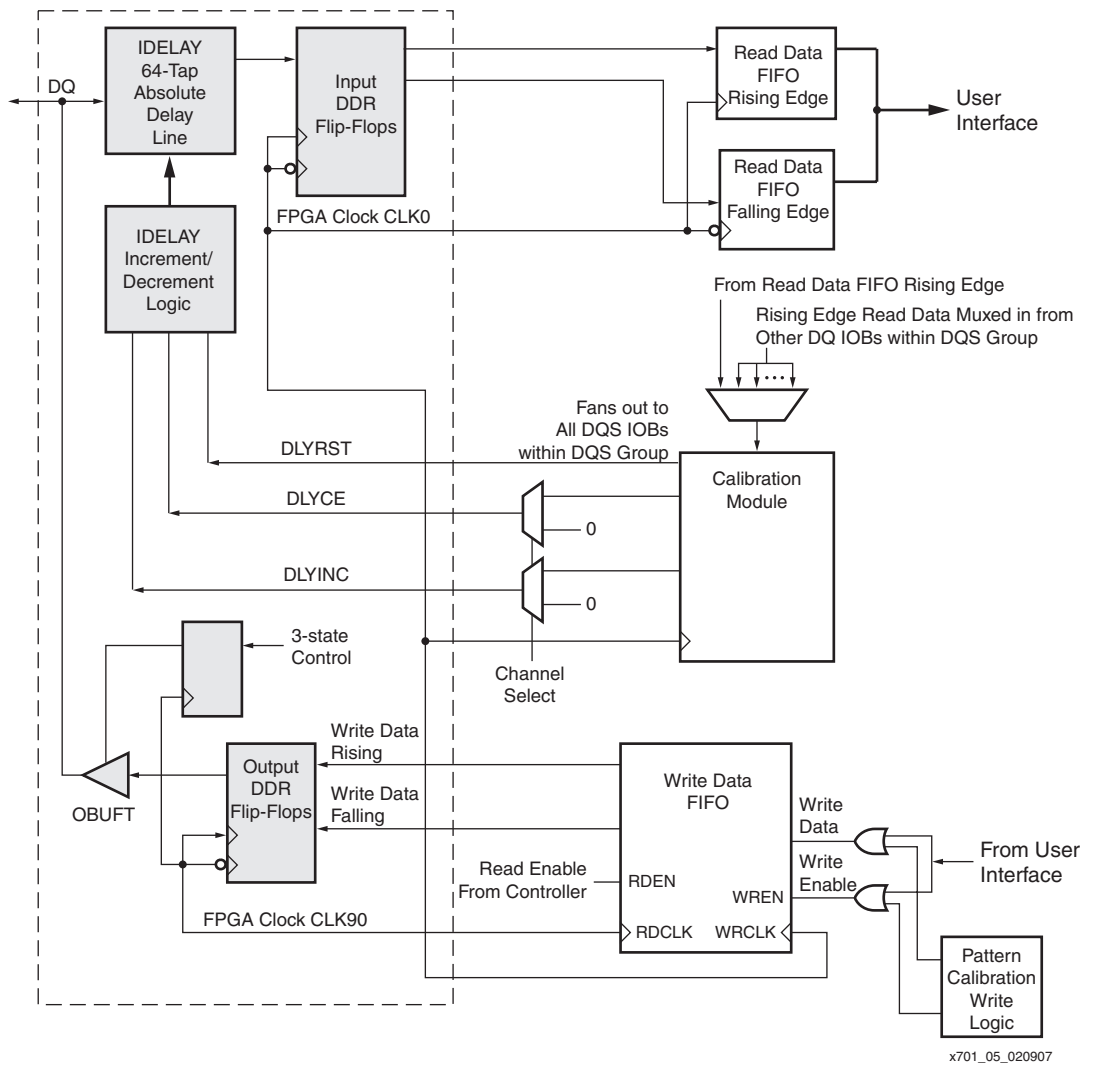 DQ
IDELAY
64-Tap
Absolute
Delay
Line
Input
DDR
Flip-Flops
Read Data
FIFO
Rising Edge
User
Interface
Read Data
FIFO
Falling Edge
FPGA Clock CLK0
IDELAY
Increment/
Decrement
Logic
From Read Data FIFO Rising Edge
Rising Edge Read Data Muxed in from
Other DQ IOBs within DQS Group
Fans out to
All DQS IOBs
within DQS Group
DLYRST
Calibration
Module
DLYCE
0
DLYINC
0
3-state
Control
Channel
Select
Write Data
Rising
Output
DDR
Flip-Flops
OBUFT
Write Data
Falling
Write Data
FIFO
Write
Data
Write
Enable
From User
Interface
Read Enable
From Controller
RDEN
WREN
FPGA Clock CLK90
RDCLK
WRCLK
Pattern
Calibration
Write
Logic
x701_05_020907